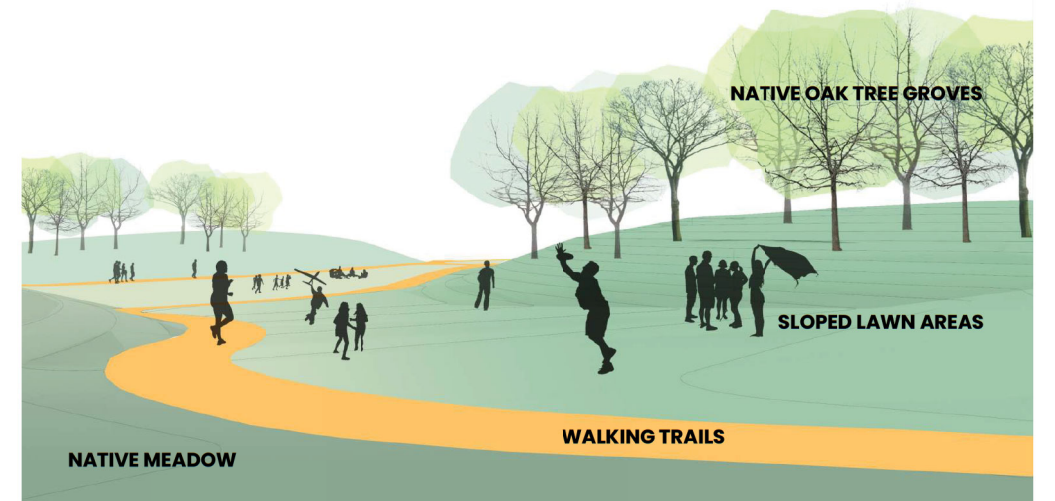 NATIVE OAK TREE GROVES
SLOPED LAWN AREAS
WALKING TRAILS
NATIVE MEADOW